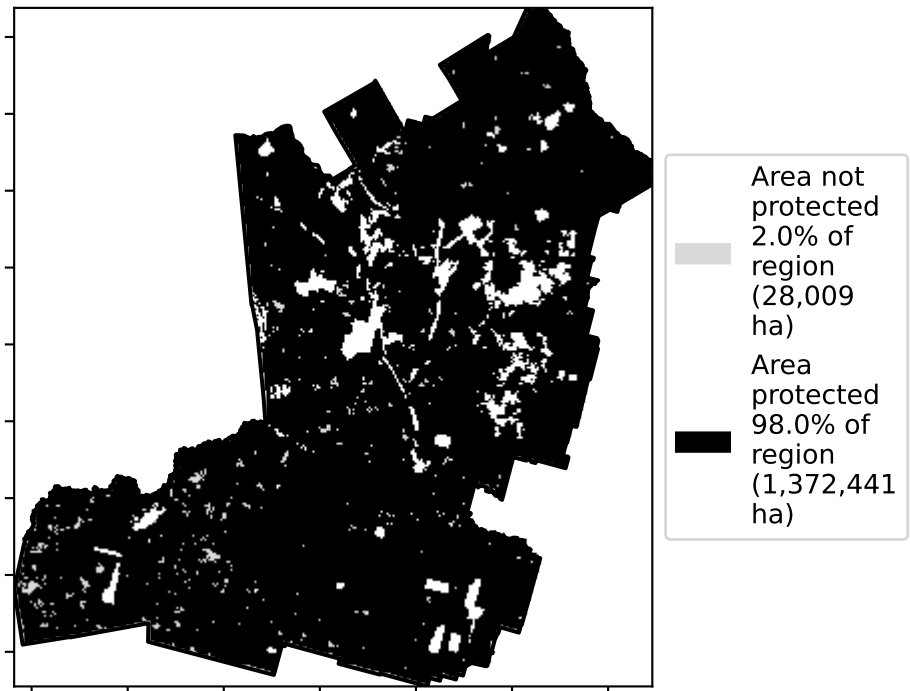 Area not
protected
2.0% of
region
(28,009
ha)
Area
protected
98.0% of
region
(1,372,441
ha)